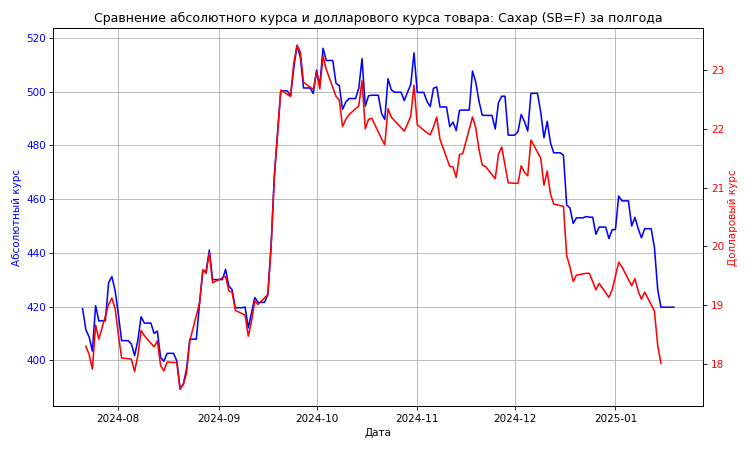 Сравнение абсолютного курса и долларового курса товара: Сахар (SB=F) за полгода
Абсолютный курс
520
500
480
460
440
420
400
23
22
21
20
19
18
Долларовый курс
2024-08 2024-09 2024-10 2024-11 2024-12 2025-01
Дата